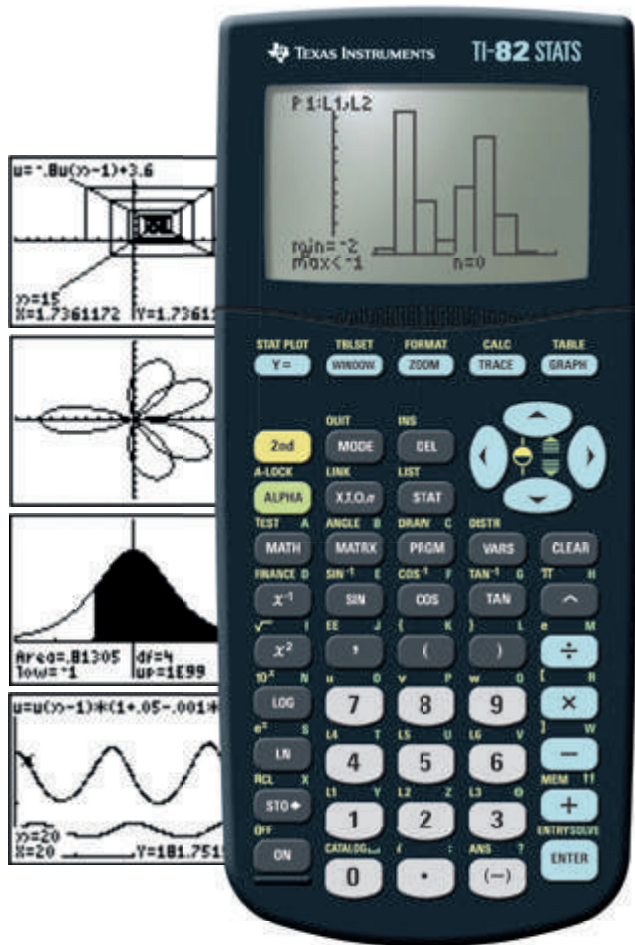 TEXAS INSTRUMENTS TI-82 STATS
P1:L1,L2
min=-2
max<-1 n=0
u=-.8u(n-1)+3.6
n=15
X=1.7361172 Y=1.7361
Area=.81305 df=4
low=-1 up=1E99
u=u(n-1)*(1+.05-.001*
n=20
X=20 Y=181.751
STAT PLOT TBLSET FORMAT CALC TABLE
Y= WINDOW ZOOM TRACE GRAPH
QUIT INS
2nd MODE DEL
A-LOCK LINK LIST
ALPHA X,T,Θ,n STAT
TEST A ANGLE B DRAW C DISTR
MATH MATRX PRGM VARS CLEAR
FINANCE D SIN-1 E COS-1 F TAN-1 G π H
x-1 SIN COS TAN ^
√ I EE J { K } L e M
x² , ( ) ÷
10x N u O v P w Q [ R
LOG 7 8 9 ×
ex S L4 T L5 U L6 V ] W
LN 4 5 6 −
RCL X L1 Y L2 Z L3 θ MEM "
STO 1 2 3 +
OFF CATALOG i : ANS ? ENTRY SOLVE
ON 0 . (−) ENTER